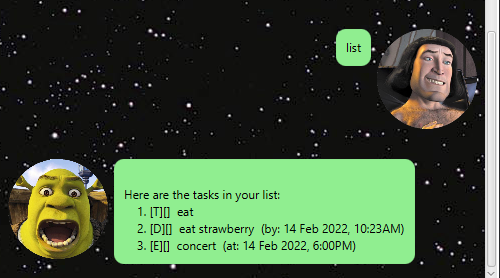 list
Here are the tasks in your list:
1. [T][] eat
2. [D][] eat strawberry (by: 14 Feb 2022, 10:23AM)
3. [E][] concert (at: 14 Feb 2022, 6:00PM)